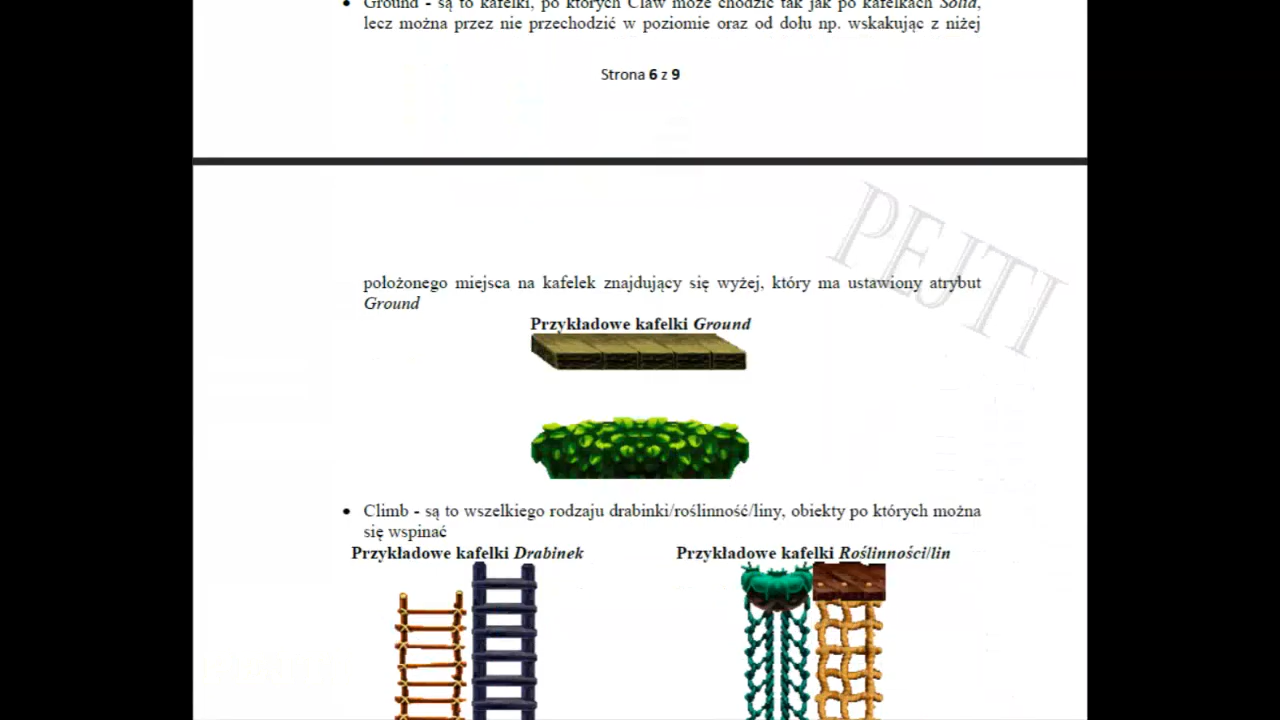 • Ground - są to kafelki, po których Claw może chodzić tak jak po kafelkach Solid,
lecz można przez nie przechodzić w poziomie oraz od dołu np. wskakując z niżej
Strona 6 z 9
PEJTI
położonego miejsca na kafelek znajdujący się wyżej, który ma ustawiony atrybut
Ground
Przykładowe kafelki Ground
• Climb - są to wszelkiego rodzaju drabinki/roślinność/liny, obiekty po których można
się wspinać
Przykładowe kafelki Drabinek
Przykładowe kafelki Roślinności/lin